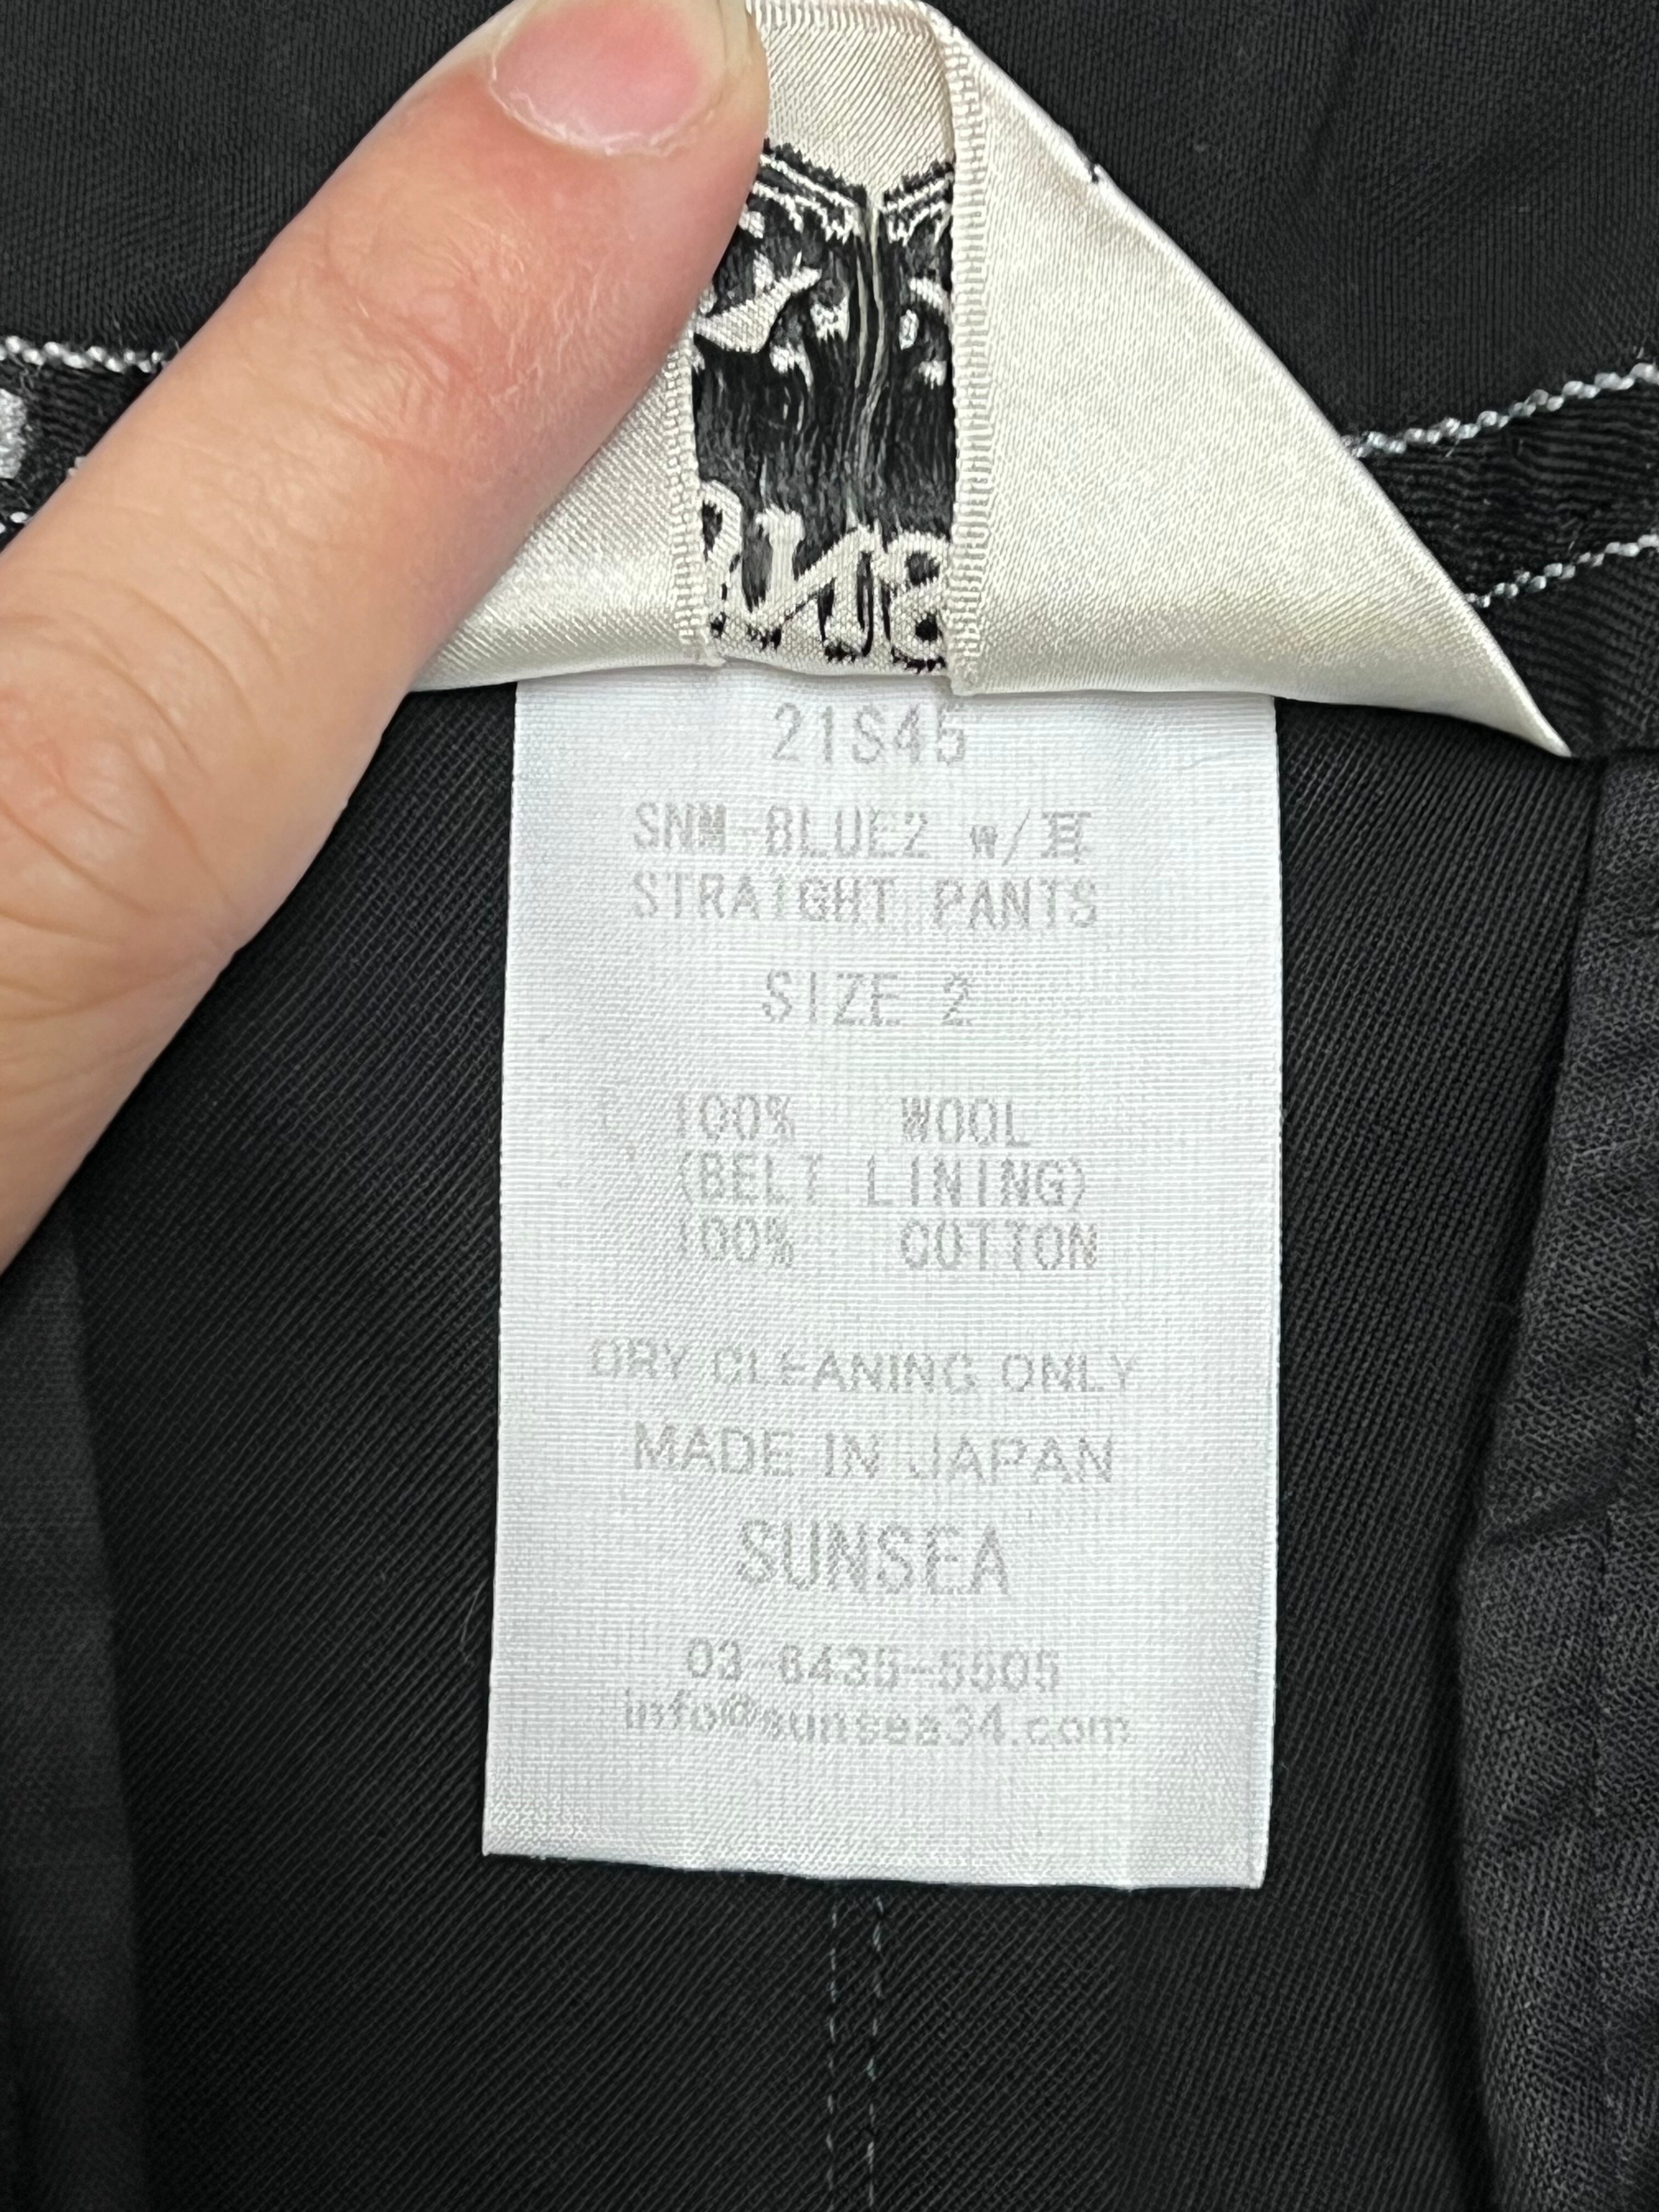 21S45
SNM-BLUE2 w/耳
STRAIGHT PANTS
SIZE 2
100% WOOL
(BELT LINING)
100% COTTON
DRY CLEANING ONLY
MADE IN JAPAN
SUNSEA
03-6435-5505
info@sunsea34.com